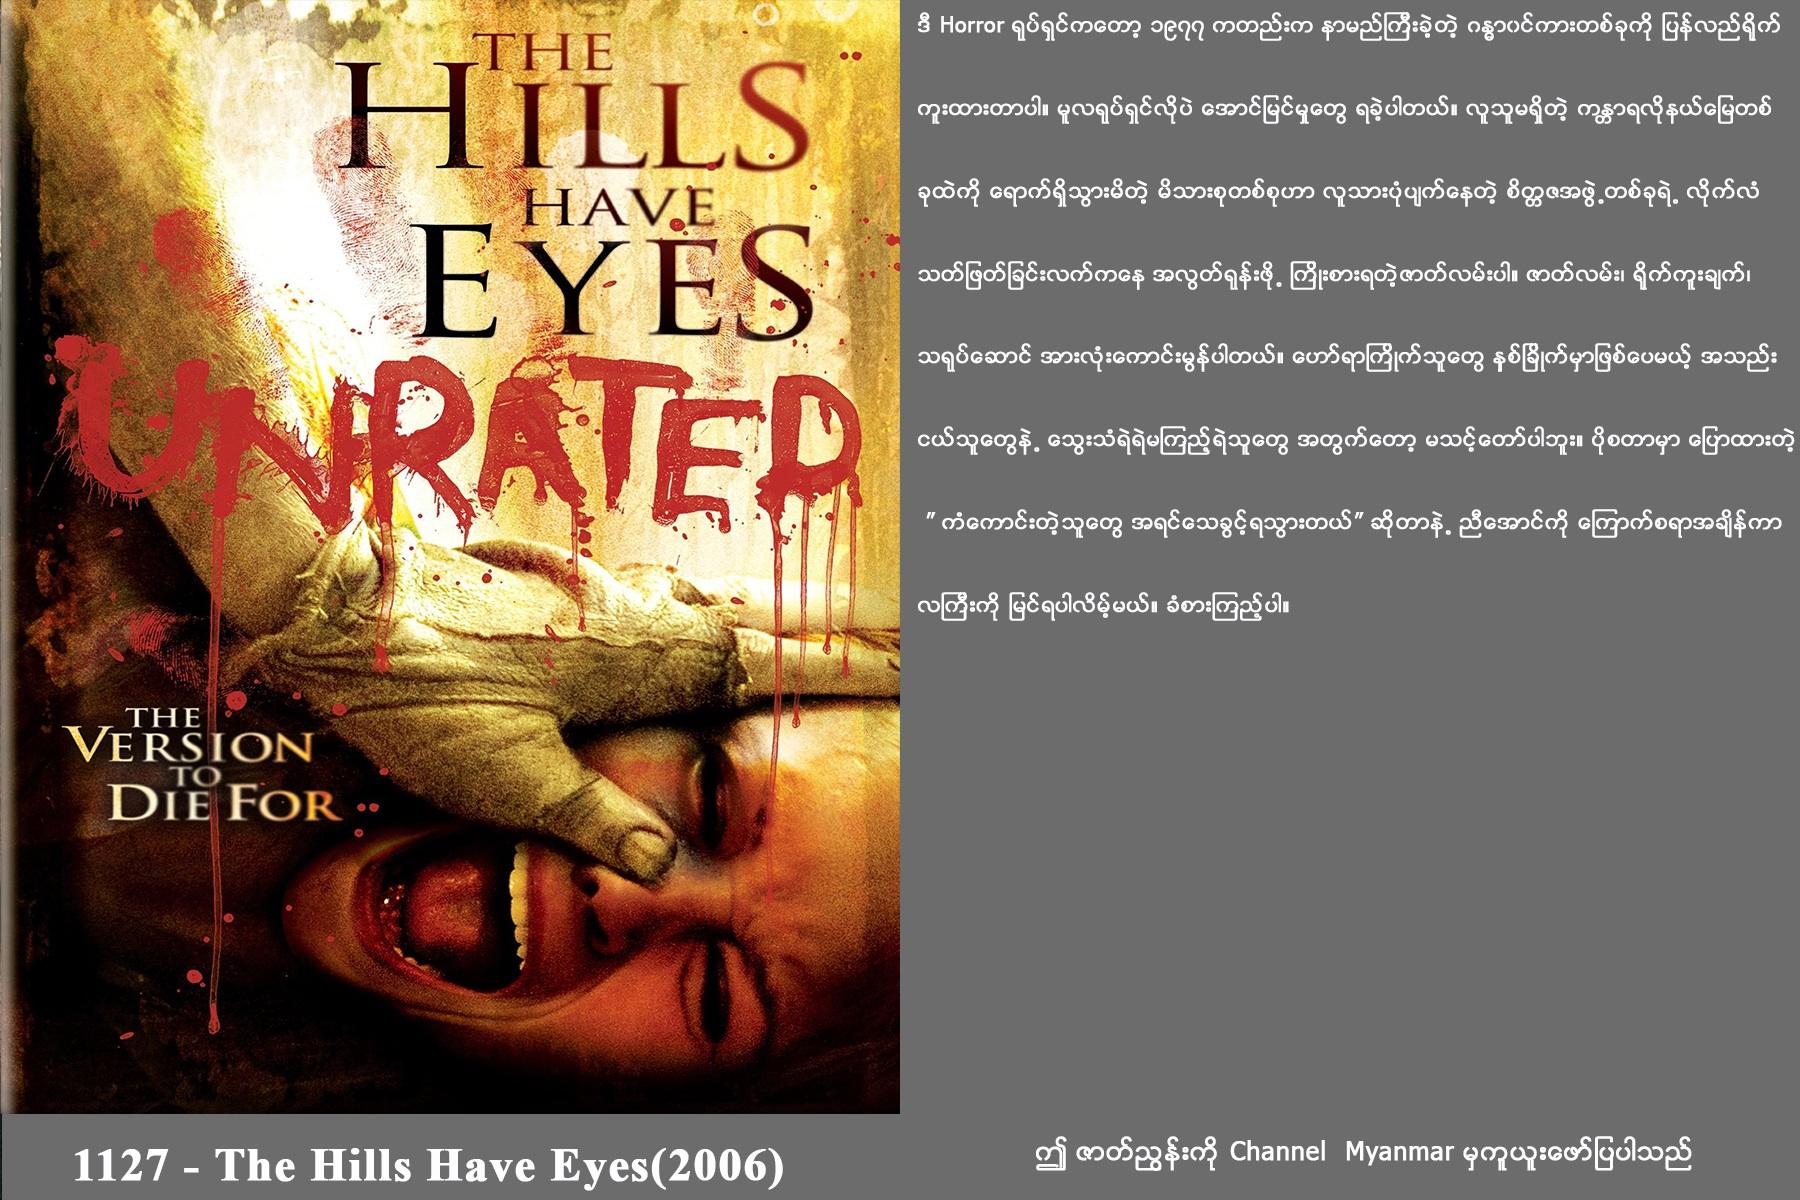 THE
HILLS
HAVE
EYES
UNRATED
THE
VERSION
TO
DIE FOR
1127 - The Hills Have Eyes(2006)
ဒီ Horror ရုပ်ရှင်ကတော့ ၁၉၇၇ ကတည်းက နာမည်ကြီးခဲ့တဲ့ ဂန္ဓာဂင်ကားတစ်ခုကို ပြန်လည်ရိုက်
ကူးထားတာပါ။ မူလရုပ်ရှင်လိုပဲ အောင်မြင်မှုတွေ ရခဲ့ပါတယ်။ လူသူမရှိတဲ့ ကန္တာရလိုနယ်မြေတစ်
ခုထဲကို ရောက်ရှိသွားမိတဲ့ မိသားစုတစ်စုဟာ လူသားပုံပျက်နေတဲ့ စိတ္တဇအဖွဲ့တစ်ခုရဲ့ လိုက်လံ
သတ်ဖြတ်ခြင်းလက်ကနေ အလွတ်ရုန်းဖို့ ကြိုးစားရတဲ့ဇာတ်လမ်းပါ။ ဇာတ်လမ်း၊ ရိုက်ကူးချက်၊
သရုပ်ဆောင် အားလုံးကောင်းမွန်ပါတယ်။ ဟော်ရာကြိုက်သူတွေ နှစ်ခြိုက်မှာဖြစ်ပေမယ့် အသည်း
ငယ်သူတွေနဲ့ သွေးသံရဲရဲမကြည့်ရဲသူတွေ အတွက်တော့ မသင့်တော်ပါဘူး။ ပိုစတာမှာ ပြောထားတဲ့
" ကံကောင်းတဲ့သူတွေ အရင်သေခွင့်ရသွားတယ်" ဆိုတာနဲ့ ညီအောင်ကို ကြောက်စရာအချိန်ကာ
လကြီးကို မြင်ရပါလိမ့်မယ်။ ခံစားကြည့်ပါ။
ဤ ဇာတ်ညွှန်းကို Channel Myanmar မှကူယူးဖော်ပြပါသည်